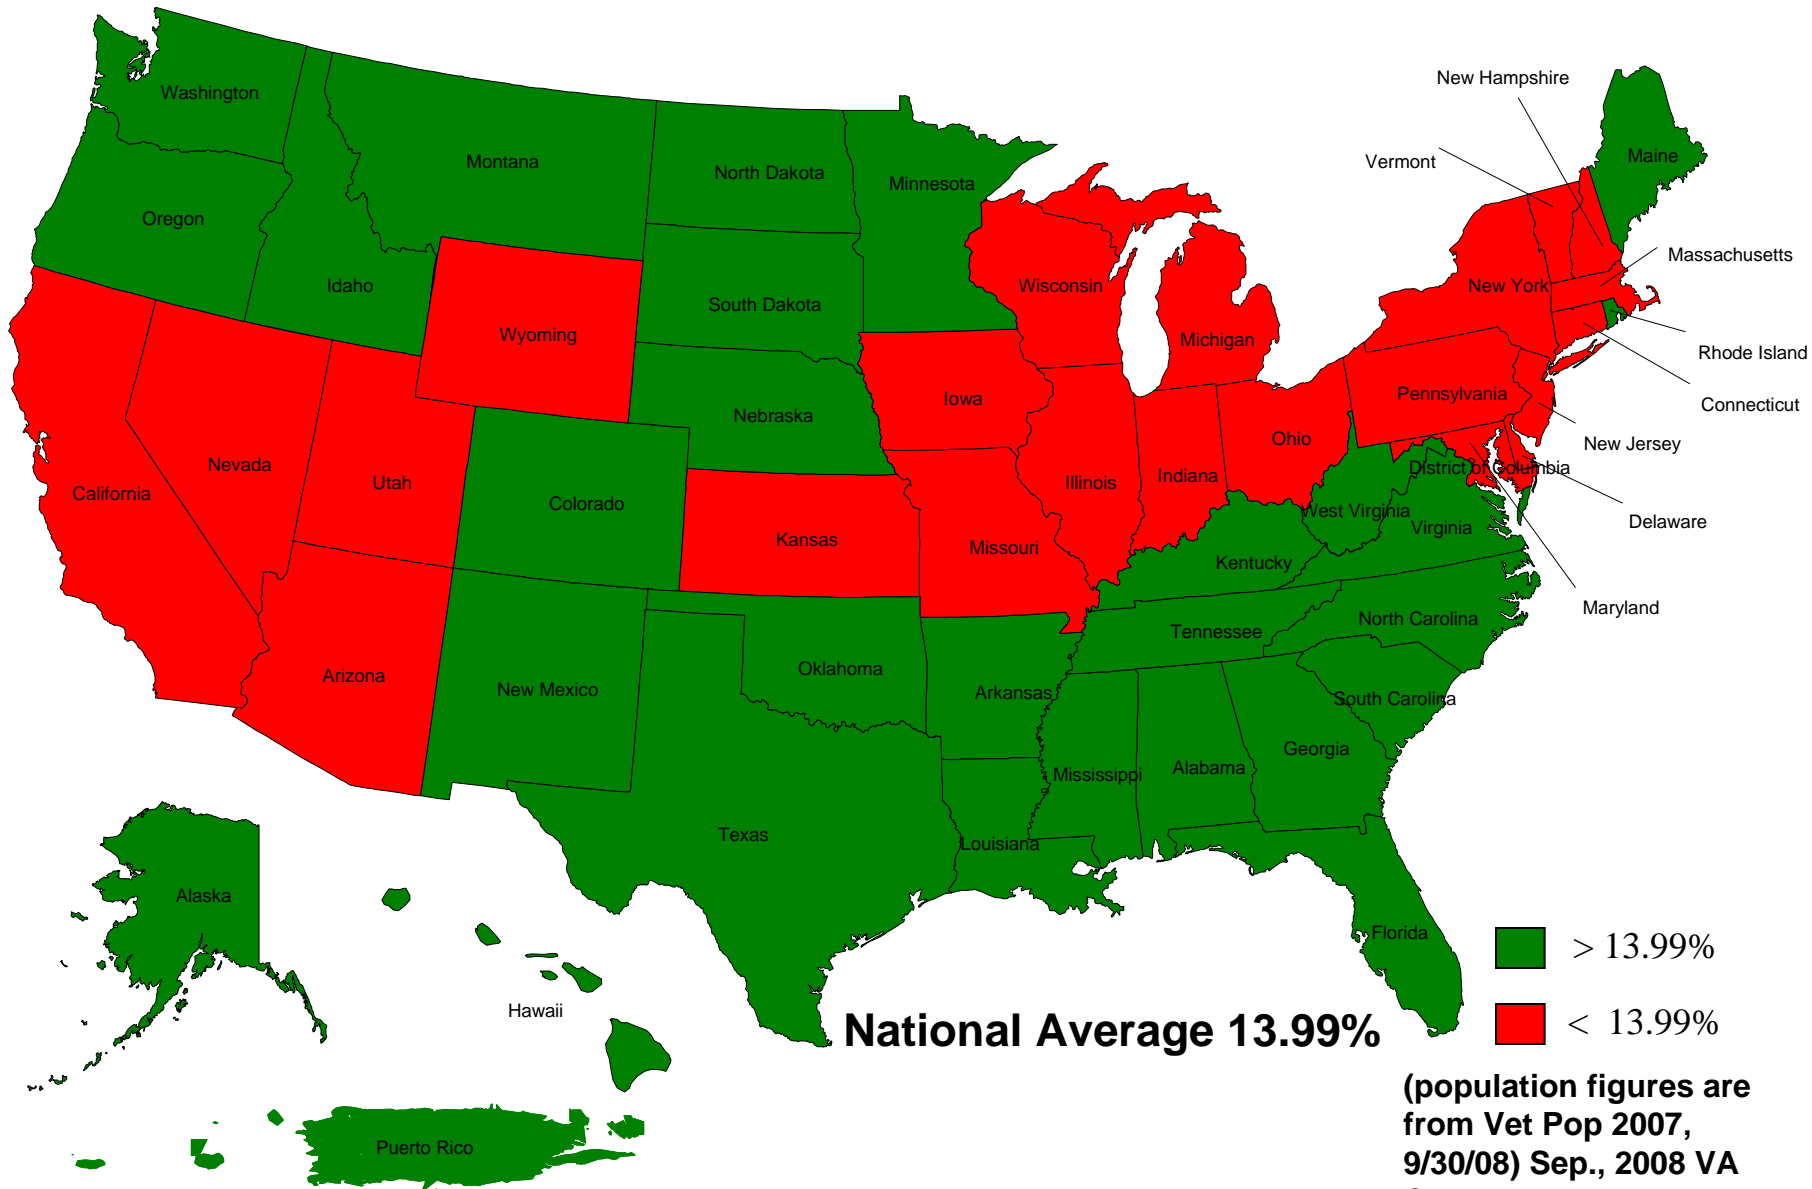 New Hampshire
Washington
Vermont
Maine
Montana
North Dakota
Minnesota
Oregon
Massachusetts
Idaho
Wisconsin
New York
South Dakota
Wyoming
Michigan
Rhode Island
Pennsylvania
Iowa
Connecticut
Nebraska
Ohio
New Jersey
Nevada
District of Columbia
Utah
Illinois
Indiana
California
Colorado
West Virginia
Delaware
Virginia
Kansas
Missouri
Kentucky
Maryland
North Carolina
Tennessee
Oklahoma
Arizona
New Mexico
Arkansas
South Carolina
Georgia
Mississippi
Alabama
Texas
Louisiana
Alaska
Florida
> 13.99%
Hawaii
National Average 13.99%
< 13.99%
(population figures are
from Vet Pop 2007,
9/30/08) Sep., 2008 VA
Puerto Rico